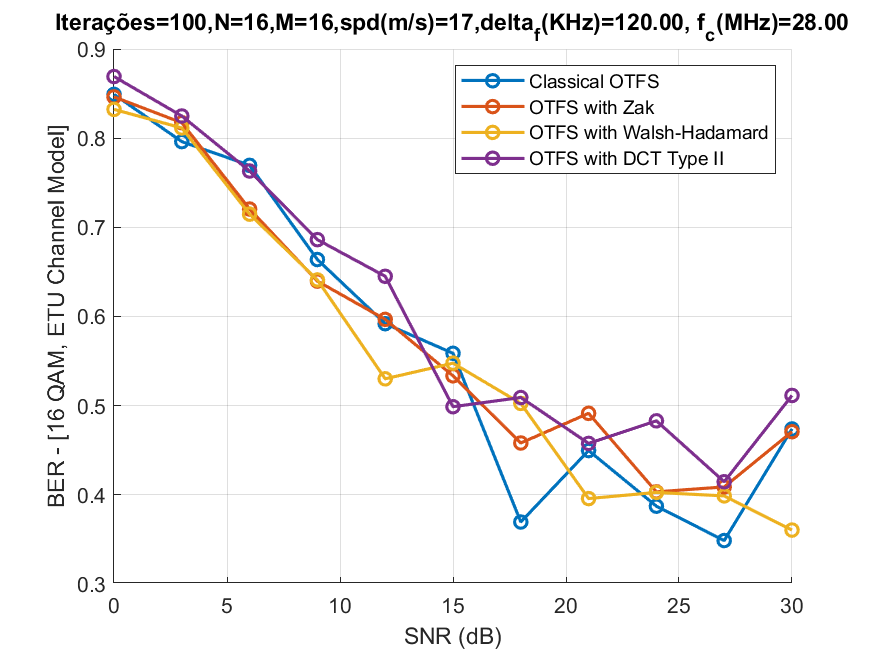 Iterações=100,N=16,M=16,spd(m/s)=17,delta_f(KHz)=120.00, f_c(MHz)=28.00
0.9
0.8
0.7
0.6
0.5
0.4
0.3
BER - [16 QAM, ETU Channel Model]
Classical OTFS
OTFS with Zak
OTFS with Walsh-Hadamard
OTFS with DCT Type II
0 5 10 15 20 25 30
SNR (dB)